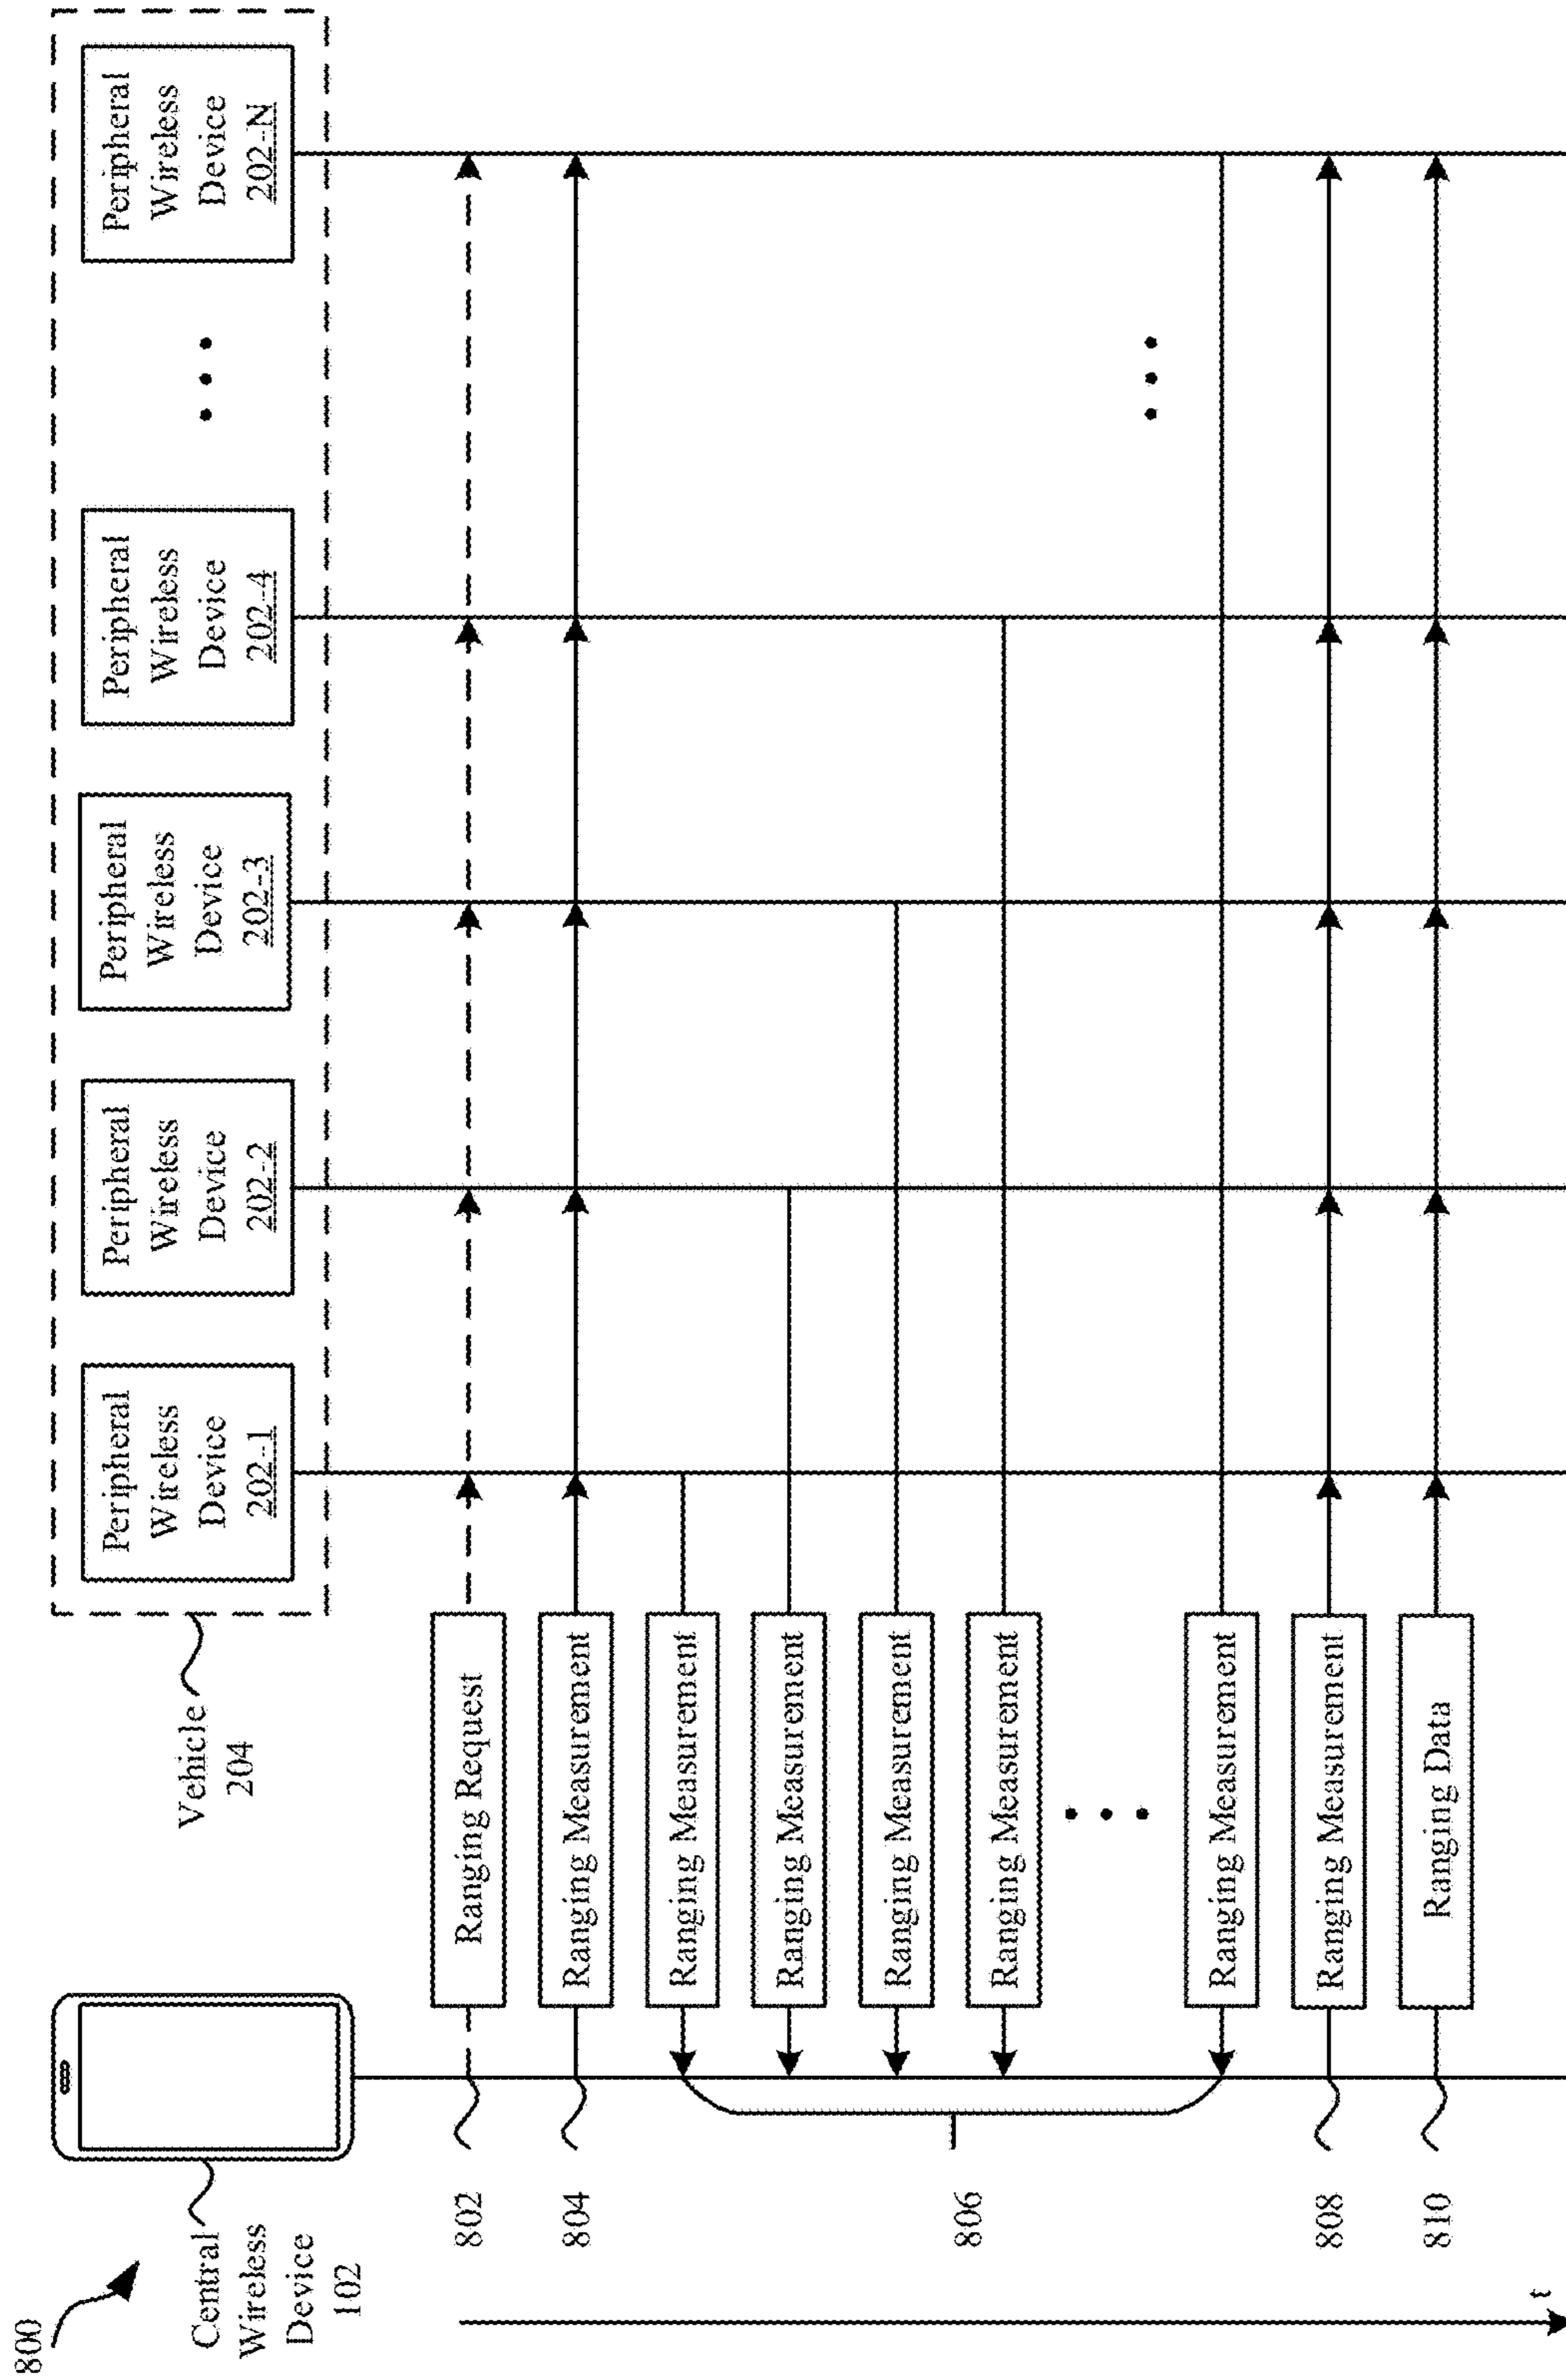 800
Central
Wireless
Device
102
Vehicle
204
Peripheral
Wireless
Device
202-1
Peripheral
Wireless
Device
202-2
Peripheral
Wireless
Device
202-3
Peripheral
Wireless
Device
202-4
Peripheral
Wireless
Device
202-N
802
Ranging Request
804
Ranging Measurement
Ranging Measurement
Ranging Measurement
806
Ranging Measurement
Ranging Measurement
Ranging Measurement
808
Ranging Measurement
810
Ranging Data
t